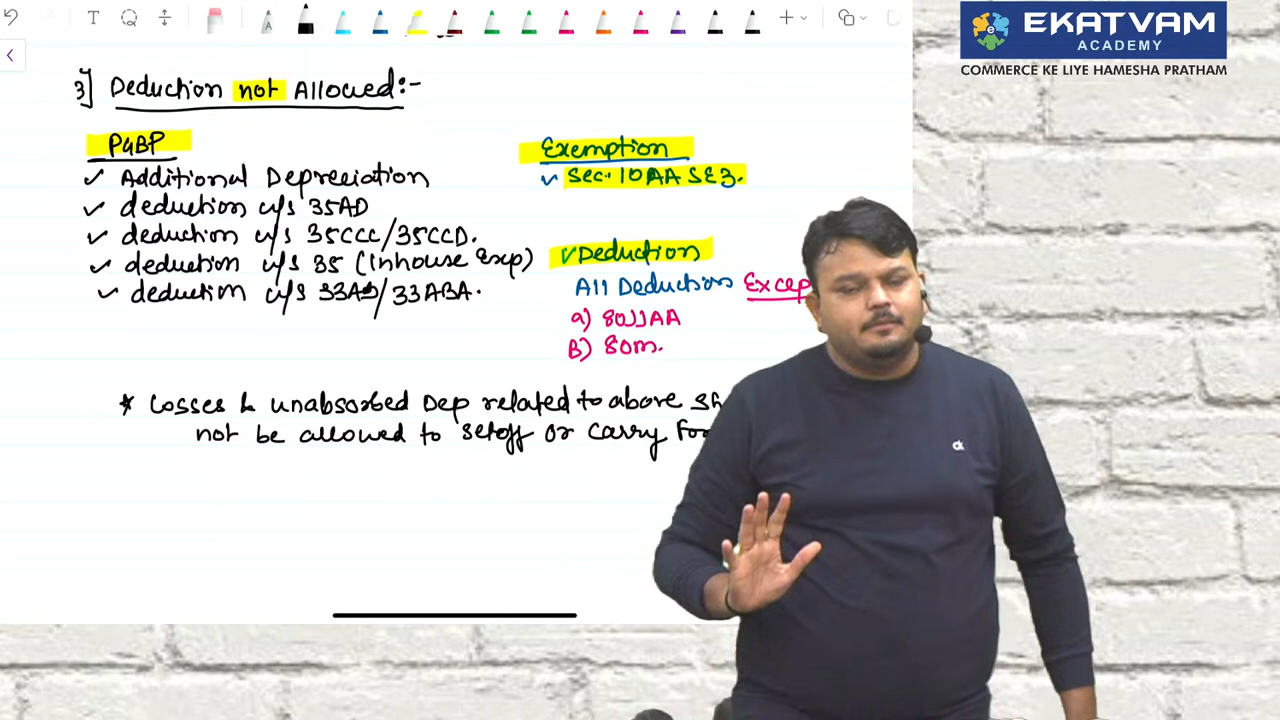 EKATVAM
ACADEMY
COMMERCE KE LIYE HAMESHA PRATHAM
3] Deduction not Allowed:-
PGBP
✓ Additional Depreciation
✓ deduction u/s 35AD
✓ deduction u/s 35CCC/35CCD.
✓ deduction u/s 35 (Inhouse Exp)
✓ deduction u/s 33AB/33ABA.
Exemption
✓ Sec. 10AA SEZ.
✓Deduction
All Deductions Excep
a) 80JJAA
B) 80M.
* Losses & unabsorbed Dep related to above Sh
not be allowed to Setoff Or Carry For